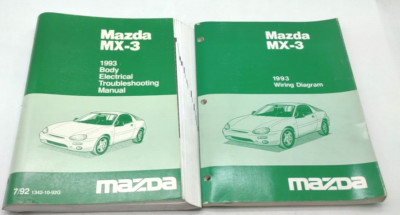 Mazda
MX-3
1993
Body
Electrical
Troubleshooting
Manual
7/92
mazda
Mazda
MX-3
1993
Wiring Diagram
mazda